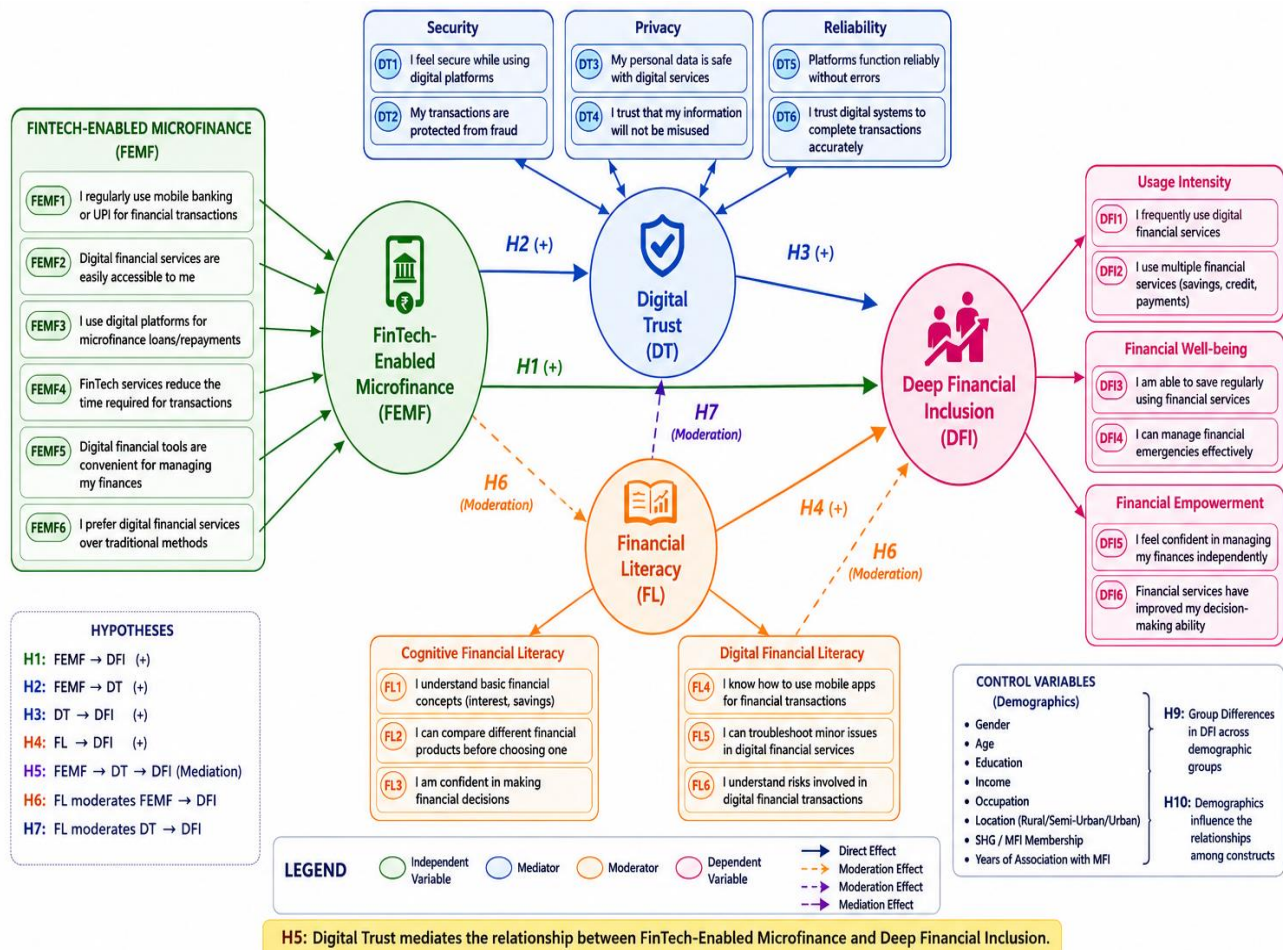 Security
DT1 I feel secure while using
digital platforms
DT2 My transactions are
protected from fraud
Privacy
DT3 My personal data is safe
with digital services
DT4 I trust that my information
will not be misused
Reliability
DT5 Platforms function reliably
without errors
DT6 I trust digital systems to
complete transactions
accurately
FINTECH-ENABLED MICROFINANCE
(FEMF)
FEMF1 I regularly use mobile banking
or UPI for financial transactions
FEMF2 Digital financial services are
easily accessible to me
FEMF3 I use digital platforms for
microfinance loans/repayments
FEMF4 FinTech services reduce the
time required for transactions
FEMF5 Digital financial tools are
convenient for managing
my finances
FEMF6 I prefer digital financial services
over traditional methods
₹
FinTech-
Enabled
Microfinance
(FEMF)
H2 (+)
Digital
Trust
(DT)
H3 (+)
H1 (+)
H7
(Moderation)
H6
(Moderation)
Financial
Literacy
(FL)
H4 (+)
H6
(Moderation)
Deep Financial
Inclusion
(DFI)
Usage Intensity
DFI1 I frequently use digital
financial services
DFI2 I use multiple financial
services (savings, credit,
payments)
Financial Well-being
DFI3 I am able to save regularly
using financial services
DFI4 I can manage financial
emergencies effectively
Financial Empowerment
DFI5 I feel confident in managing
my finances independently
DFI6 Financial services have
improved my decision-
making ability
HYPOTHESES
H1: FEMF → DFI (+)
H2: FEMF → DT (+)
H3: DT → DFI (+)
H4: FL → DFI (+)
H5: FEMF → DT → DFI (Mediation)
H6: FL moderates FEMF → DFI
H7: FL moderates DT → DFI
Cognitive Financial Literacy
FL1 I understand basic financial
concepts (interest, savings)
FL2 I can compare different financial
products before choosing one
FL3 I am confident in making
financial decisions
Digital Financial Literacy
FL4 I know how to use mobile apps
for financial transactions
FL5 I can troubleshoot minor issues
in digital financial services
FL6 I understand risks involved in
digital financial transactions
CONTROL VARIABLES
(Demographics)
• Gender
• Age
• Education
• Income
• Occupation
• Location (Rural/Semi-Urban/Urban)
• SHG / MFI Membership
• Years of Association with MFI
H9: Group Differences
in DFI across
demographic
groups
H10: Demographics
influence the
relationships
among constructs
LEGEND
Independent
Variable
Mediator
Moderator
Dependent
Variable
Direct Effect
Moderation Effect
Moderation Effect
Mediation Effect
H5: Digital Trust mediates the relationship between FinTech-Enabled Microfinance and Deep Financial Inclusion.